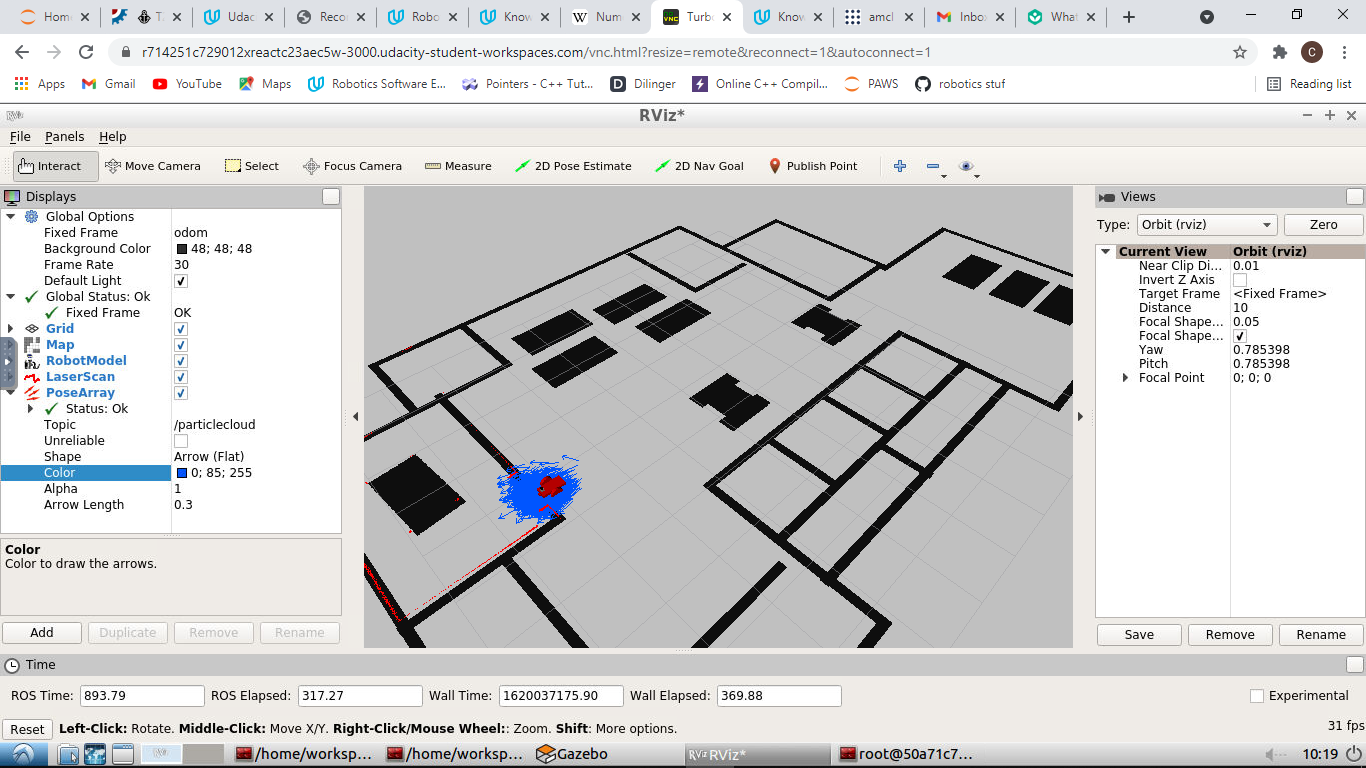 Home
T
Udac
Reco
Robo
Know
Num
Turb
Know
amcl
Inbo
What
r714251c729012xreactc23aec5w-3000.udacity-student-workspaces.com/vnc.html?resize=remote&reconnect=1&autoconnect=1
C
Apps
Gmail
YouTube
Maps
Robotics Software E...
Pointers - C++ Tut...
Dilinger
Online C++ Compil...
PAWS
robotics stuf
Reading list
RViz
RViz*
File Panels Help
Interact
Move Camera
Select
Focus Camera
Measure
2D Pose Estimate
2D Nav Goal
Publish Point
Displays
Global Options
Fixed Frame odom
Background Color 48; 48; 48
Frame Rate 30
Default Light
Global Status: Ok
Fixed Frame OK
Grid
Map
RobotModel
LaserScan
PoseArray
Status: Ok
Topic /particlecloud
Unreliable
Shape Arrow (Flat)
Color 0; 85; 255
Alpha 1
Arrow Length 0.3
Color
Color to draw the arrows.
Add Duplicate Remove Rename
Views
Type: Orbit (rviz) Zero
Current View Orbit (rviz)
Near Clip Di... 0.01
Invert Z Axis
Target Frame <Fixed Frame>
Distance 10
Focal Shape... 0.05
Focal Shape...
Yaw 0.785398
Pitch 0.785398
Focal Point 0; 0; 0
Save Remove Rename
Time
ROS Time: 893.79 ROS Elapsed: 317.27 Wall Time: 1620037175.90 Wall Elapsed: 369.88 Experimental
Reset Left-Click: Rotate. Middle-Click: Move X/Y. Right-Click/Mouse Wheel:: Zoom. Shift: More options. 31 fps
/home/worksp... /home/worksp... Gazebo RViz* root@50a71c7... 10:19